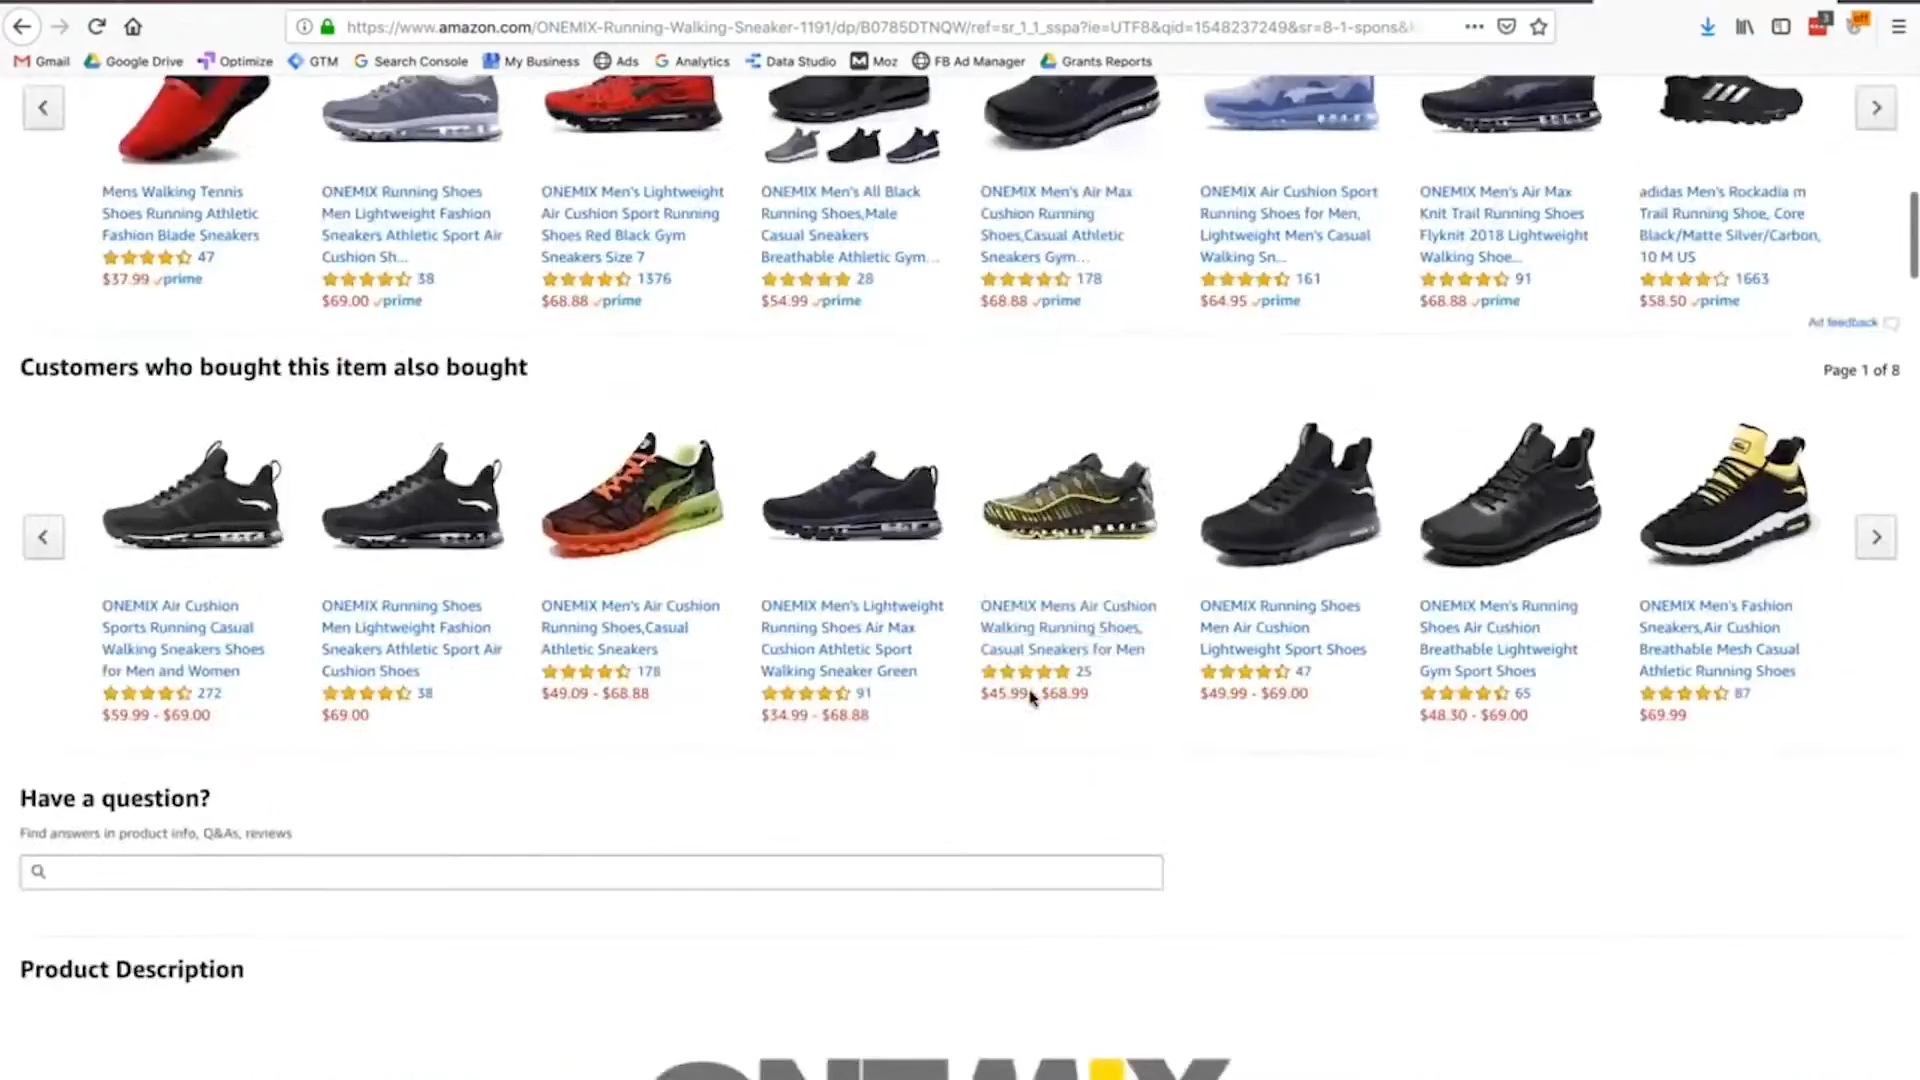 https://www.amazon.com/ONEMIX-Running-Walking-Sneaker-1191/dp/B0785DTNQW/ref=sr_1_1_sspa?ie=UTF8&qid=1548237249&sr=8-1-spons&
3
off
Gmail Google Drive Optimize GTM Search Console My Business Ads Analytics Data Studio Moz FB Ad Manager Grants Reports
Mens Walking Tennis
Shoes Running Athletic
Fashion Blade Sneakers
47
$37.99 prime
ONEMIX Running Shoes
Men Lightweight Fashion
Sneakers Athletic Sport Air
Cushion Sh...
38
$69.00 prime
ONEMIX Men's Lightweight
Air Cushion Sport Running
Shoes Red Black Gym
Sneakers Size 7
1376
$68.88 prime
ONEMIX Men's All Black
Running Shoes,Male
Casual Sneakers
Breathable Athletic Gym...
28
$54.99 prime
ONEMIX Men's Air Max
Cushion Running
Shoes,Casual Athletic
Sneakers Gym...
178
$68.88 prime
ONEMIX Air Cushion Sport
Running Shoes for Men,
Lightweight Men's Casual
Walking Sn...
161
$64.95 prime
ONEMIX Men's Air Max
Knit Trail Running Shoes
Flyknit 2018 Lightweight
Walking Shoe...
91
$68.88 prime
adidas Men's Rockadia m
Trail Running Shoe, Core
Black/Matte Silver/Carbon,
10 M US
1663
$58.50 prime
Ad feedback
Customers who bought this item also bought
Page 1 of 8
ONEMIX Air Cushion
Sports Running Casual
Walking Sneakers Shoes
for Men and Women
272
$59.99 - $69.00
ONEMIX Running Shoes
Men Lightweight Fashion
Sneakers Athletic Sport Air
Cushion Shoes
38
$69.00
ONEMIX Men's Air Cushion
Running Shoes,Casual
Athletic Sneakers
178
$49.09 - $68.88
ONEMIX Men's Lightweight
Running Shoes Air Max
Cushion Athletic Sport
Walking Sneaker Green
91
$34.99 - $68.88
ONEMIX Mens Air Cushion
Walking Running Shoes,
Casual Sneakers for Men
25
$45.99 - $68.99
ONEMIX Running Shoes
Men Air Cushion
Lightweight Sport Shoes
47
$49.99 - $69.00
ONEMIX Men's Running
Shoes Air Cushion
Breathable Lightweight
Gym Sport Shoes
65
$48.30 - $69.00
ONEMIX Men's Fashion
Sneakers,Air Cushion
Breathable Mesh Casual
Athletic Running Shoes
87
$69.99
Have a question?
Find answers in product info, Q&As, reviews
Product Description
ONEMIX